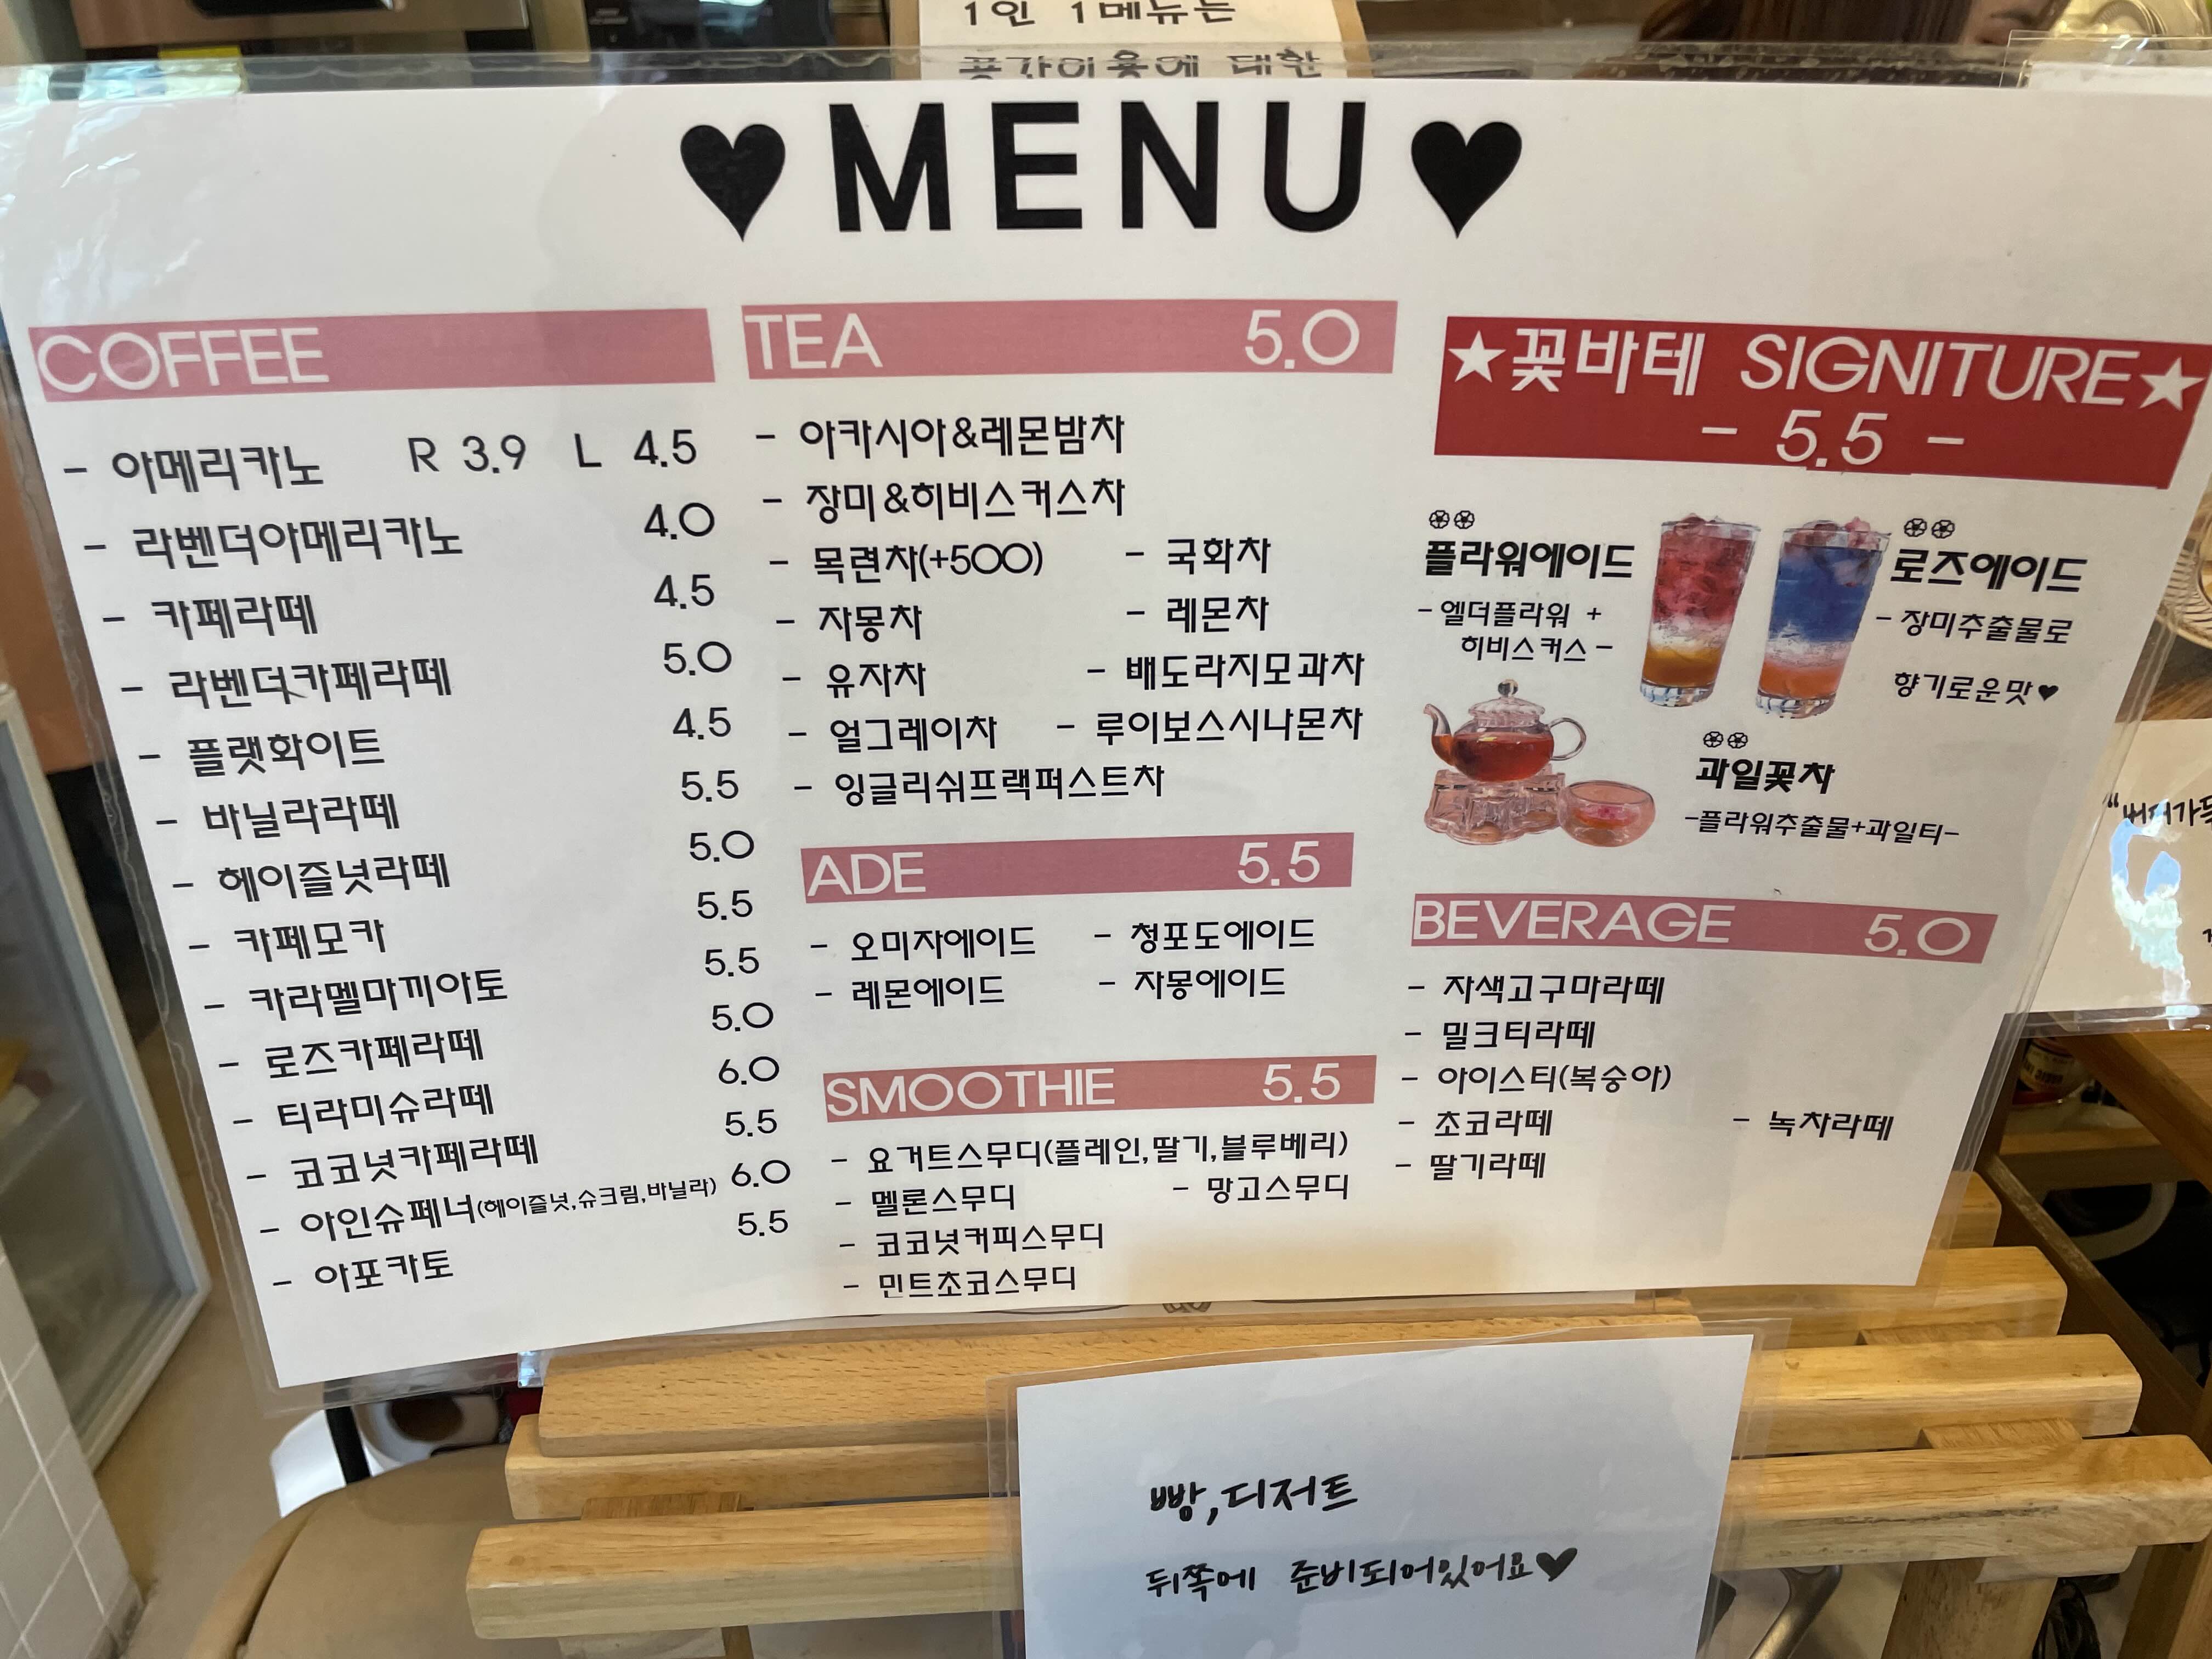 1인 1메뉴는
공간이용에 대한
♥MENU♥
COFFEE
- 아메리카노 R 3.9 L 4.5
- 라벤더아메리카노 4.0
- 카페라떼 4.5
- 라벤더카페라떼 5.0
- 플랫화이트 4.5
- 바닐라라떼 5.5
- 헤이즐넛라떼 5.0
- 카페모카 5.5
- 카라멜마끼아토 5.5
- 로즈카페라떼 5.0
- 티라미슈라떼 6.0
- 코코넛카페라떼 5.5
- 아인슈페너(헤이즐넛,슈크림,바닐라) 6.0
- 아포카토 5.5
TEA 5.0
- 아카시아&레몬밤차
- 장미&히비스커스차
- 목련차(+500) - 국화차
- 자몽차 - 레몬차
- 유자차 - 배도라지모과차
- 얼그레이차 - 루이보스시나몬차
- 잉글리쉬프랙퍼스트차
ADE 5.5
- 오미자에이드 - 청포도에이드
- 레몬에이드 - 자몽에이드
SMOOTHIE 5.5
- 요거트스무디(플레인,딸기,블루베리)
- 멜론스무디 - 망고스무디
- 코코넛커피스무디
- 민트초코스무디
★꽃바테 SIGNITURE★
- 5.5 -
플라워에이드
- 엘더플라워 +
히비스커스 -
로즈에이드
- 장미추출물로
향기로운맛♥
과일꽃차
-플라워추출물+과일티-
BEVERAGE 5.0
- 자색고구마라떼
- 밀크티라떼
- 아이스티(복숭아)
- 초코라떼 - 녹차라떼
- 딸기라떼
빵,디저트
뒤쪽에 준비되어있어요♥